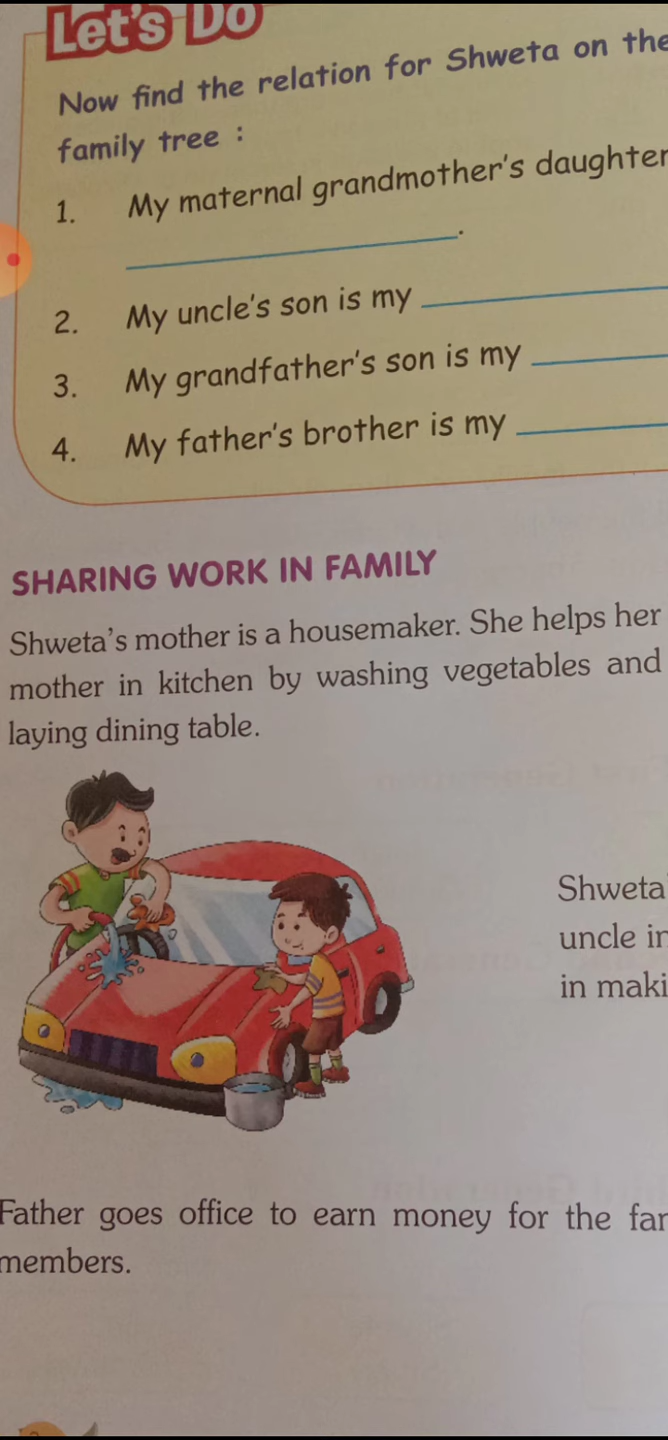 Let's Do
Now find the relation for Shweta on the
family tree :
1. My maternal grandmother's daughter
.
2. My uncle's son is my
3. My grandfather's son is my
4. My father's brother is my
SHARING WORK IN FAMILY
Shweta's mother is a housemaker. She helps her
mother in kitchen by washing vegetables and
laying dining table.
Shweta
uncle in
in maki
Father goes office to earn money for the
members.